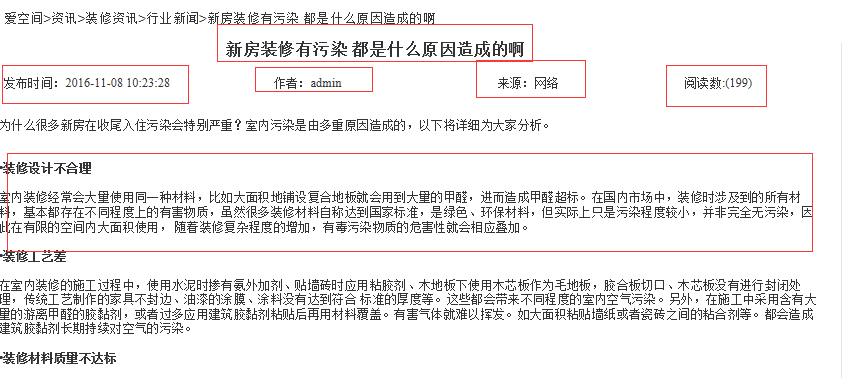 爱空间>资讯>装修资讯>行业新闻>新房装修有污染 都是什么原因造成的啊
新房装修有污染 都是什么原因造成的啊
发布时间：2016-11-08 10:23:28 作者：admin 来源：网络 阅读数:(199)
为什么很多新房在收尾入住污染会特别严重？室内污染是由多重原因造成的，以下将详细为大家分析。
•装修设计不合理
室内装修经常会大量使用同一种材料，比如大面积地铺设复合地板就会用到大量的甲醛，进而造成甲醛超标。在国内市场中，装修时涉及到的所有材
料，基本都存在不同程度上的有害物质，虽然很多装修材料自称达到国家标准，是绿色、环保材料，但实际上只是污染程度较小，并非完全无污染，因
此在有限的空间内大面积使用， 随着装修复杂程度的增加，有毒污染物质的危害性就会相应叠加。
•装修工艺差
在室内装修的施工过程中，使用水泥时掺有氨外加剂、贴墙砖时应用粘胶剂、木地板下使用木芯板作为毛地板，胶合板切口、木芯板没有进行封闭处
理，传统工艺制作的家具不封边、油漆的涂膜、涂料没有达到符合 标准的厚度等。这些都会带来不同程度的室内空气污染。另外，在施工中采用含有大
量的游离甲醛的胶黏剂，或者过多应用建筑胶黏剂粘贴后再用材料覆盖。有害气体就难以挥发。如大面积粘贴墙纸或者瓷砖之间的粘合剂等。都会造成
建筑胶黏剂长期持续对空气的污染。
•装修材料质量不达标